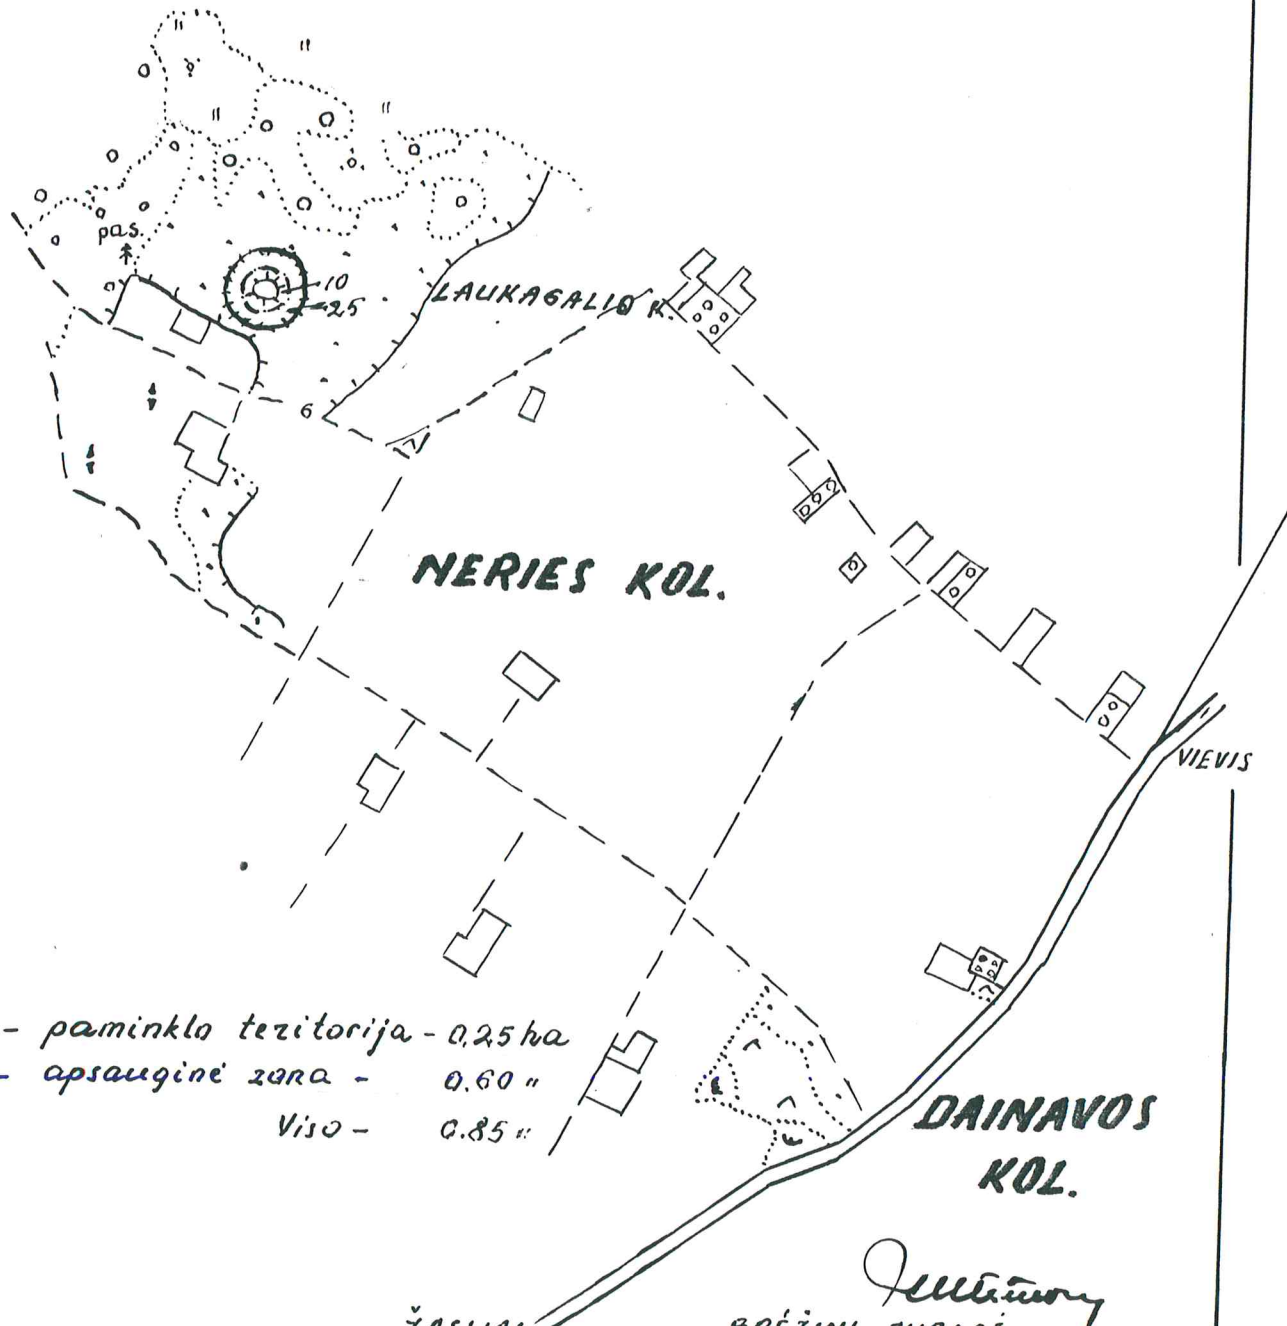 pas.
10
25
LAUKAGALIO K.
6
7
NERIES KOL.
VIEVIS
- paminklo teritorija - 0,25 ha
- apsauginė zona - 0.60 "
Viso - 0.85 "
DAINAVOS
KOL.